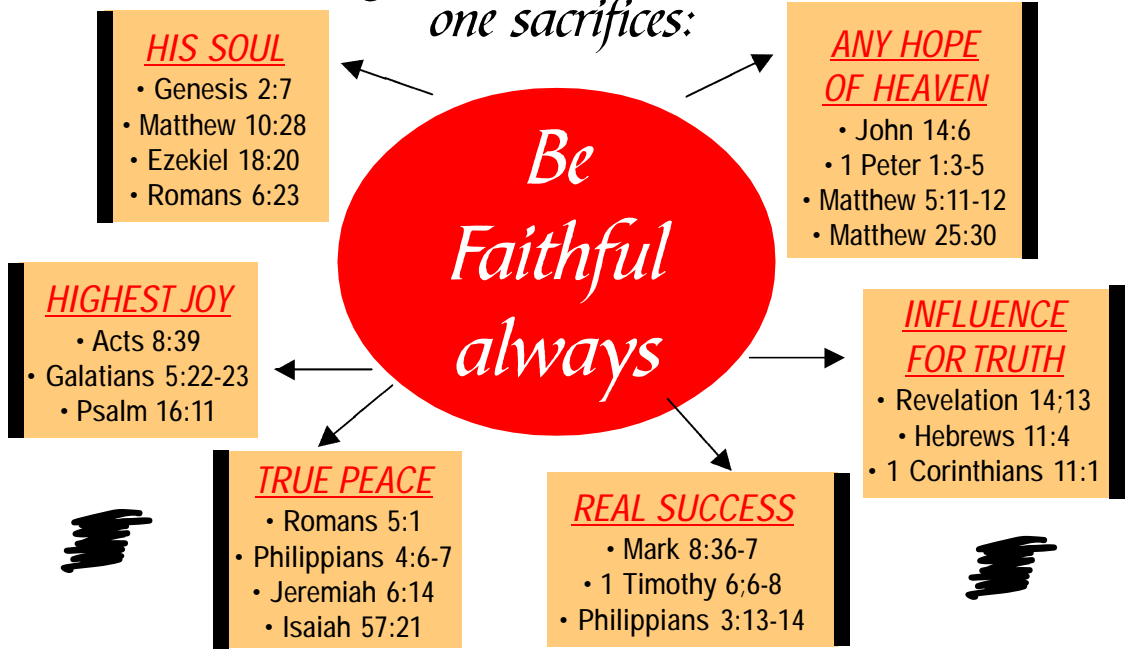 one sacrifices:
HIS SOUL
• Genesis 2:7
• Matthew 10:28
• Ezekiel 18:20
• Romans 6:23
ANY HOPE
OF HEAVEN
• John 14:6
• 1 Peter 1:3-5
• Matthew 5:11-12
• Matthew 25:30
Be
Faithful
always
HIGHEST JOY
• Acts 8:39
• Galatians 5:22-23
• Psalm 16:11
INFLUENCE
FOR TRUTH
• Revelation 14;13
• Hebrews 11:4
• 1 Corinthians 11:1
TRUE PEACE
• Romans 5:1
• Philippians 4:6-7
• Jeremiah 6:14
• Isaiah 57:21
REAL SUCCESS
• Mark 8:36-7
• 1 Timothy 6;6-8
• Philippians 3:13-14